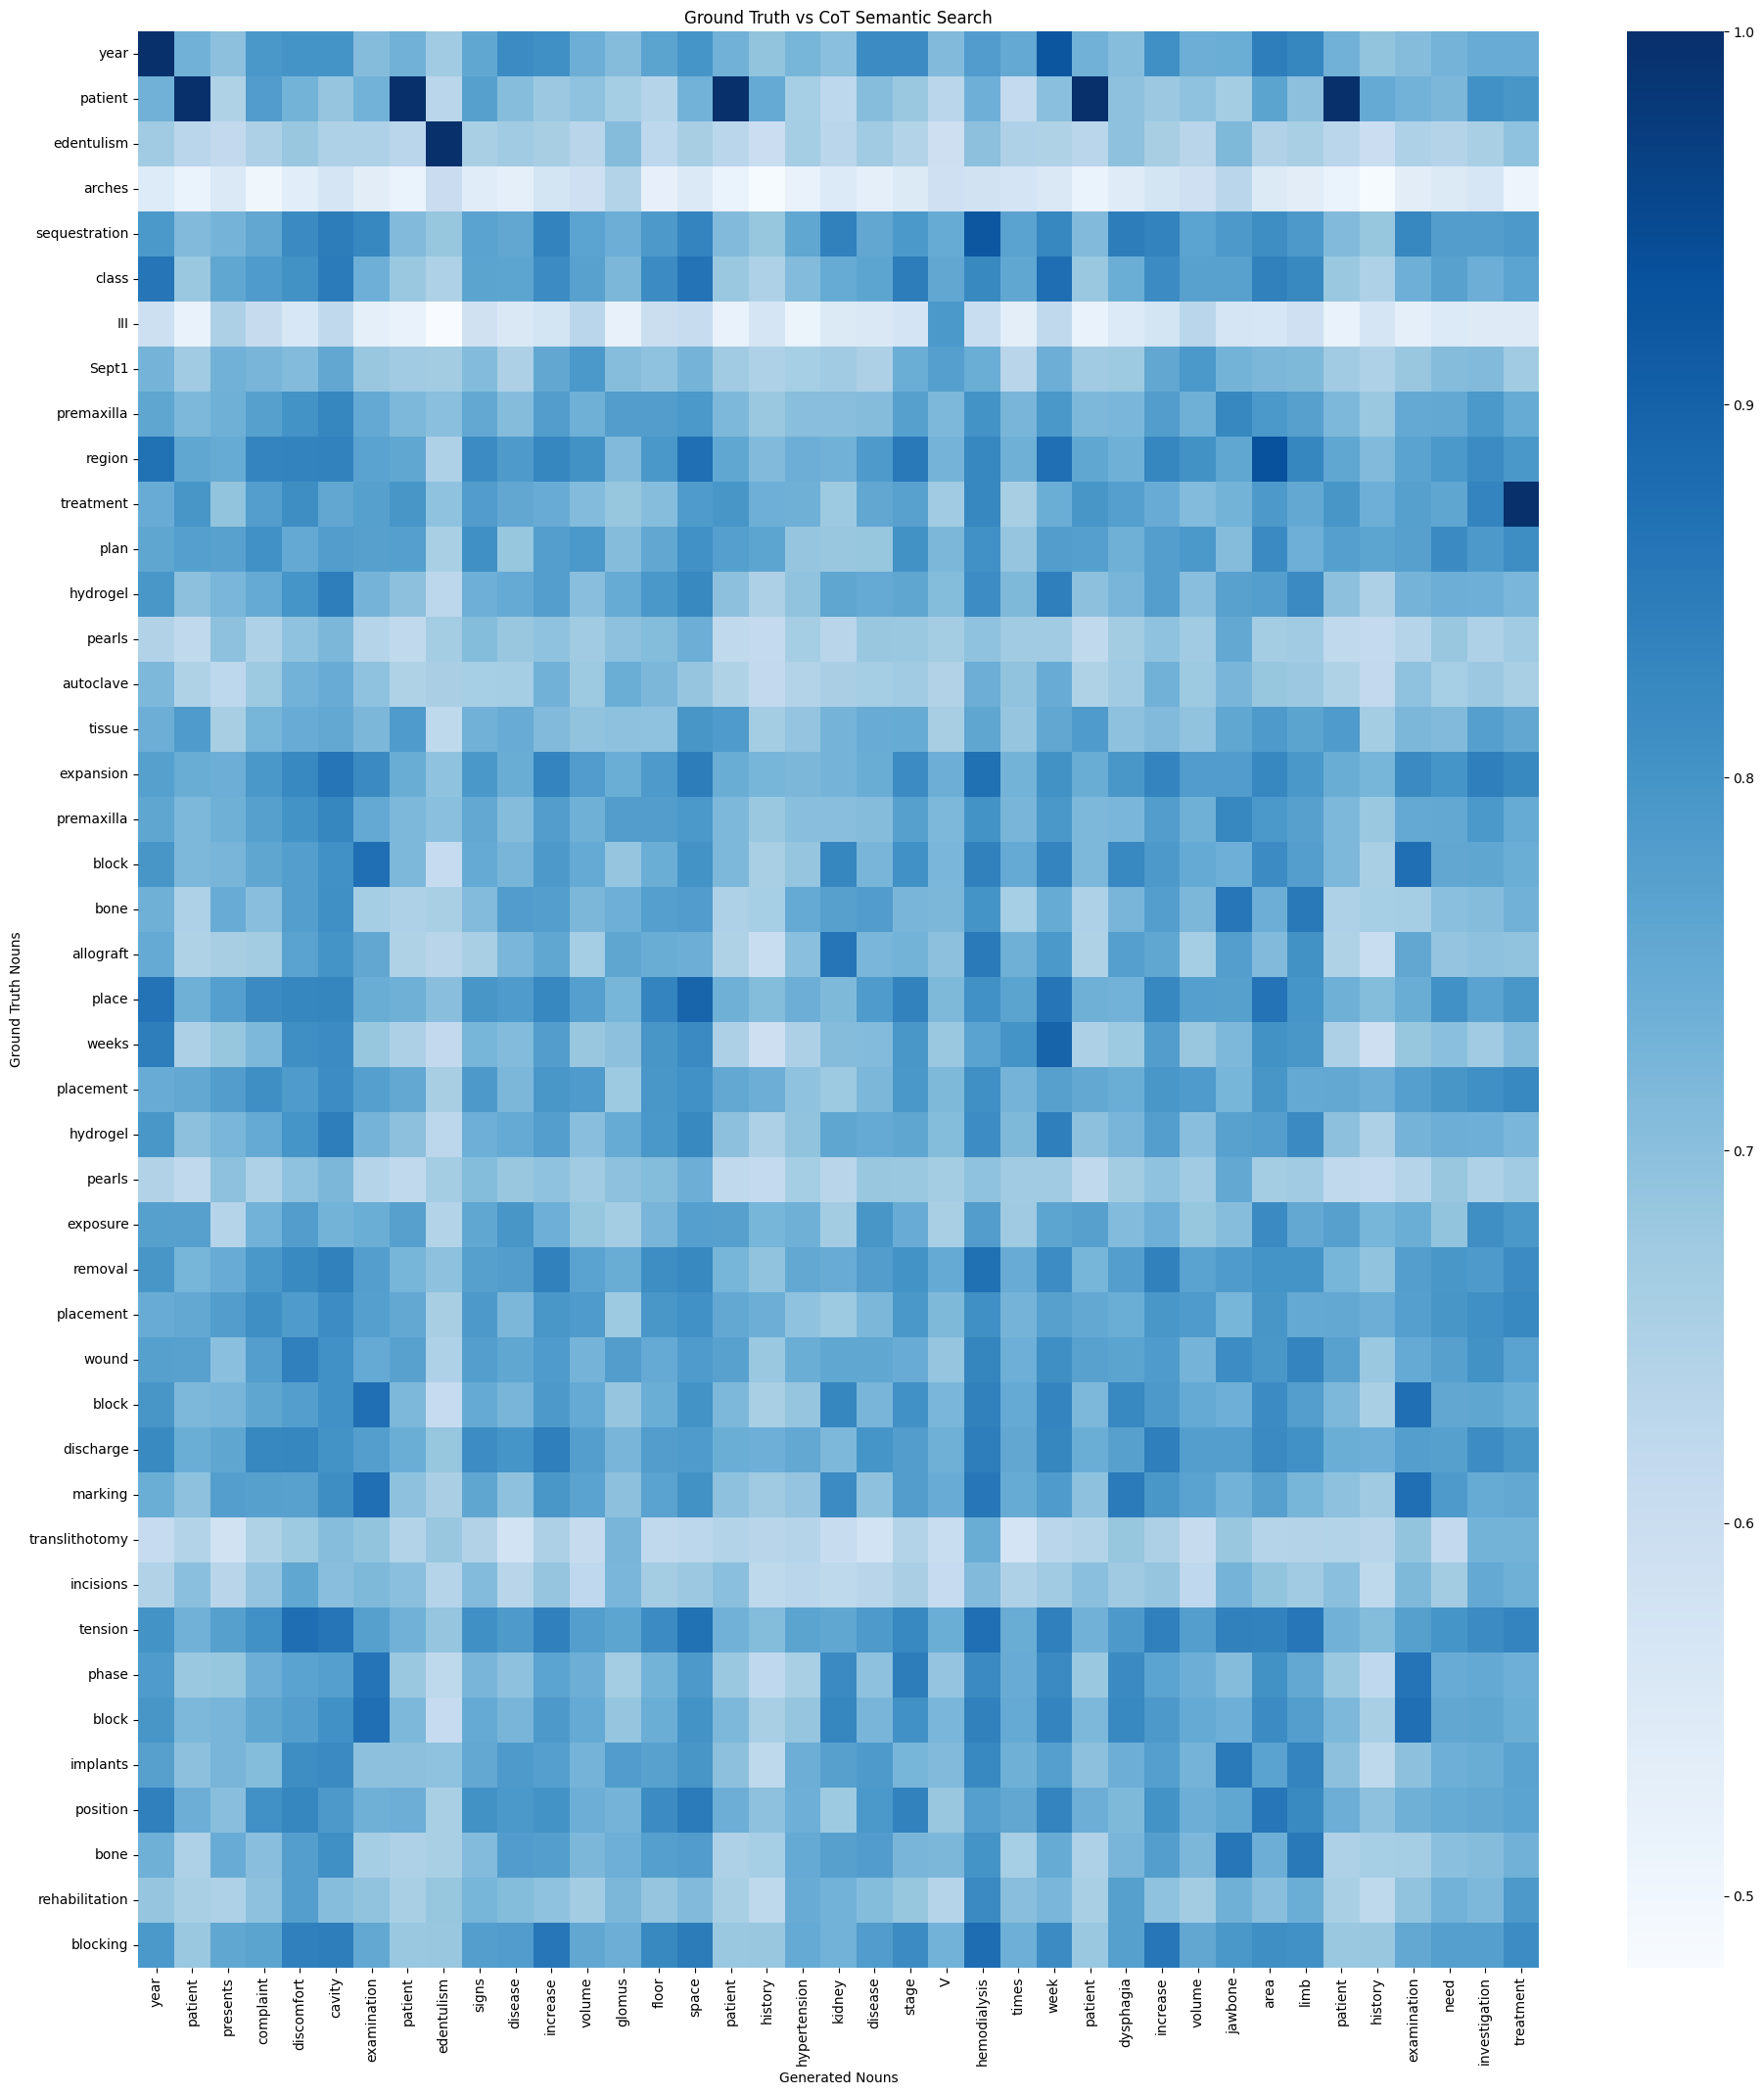 Ground Truth vs CoT Semantic Search
Ground Truth Nouns
year
patient
edentulism
arches
sequestration
class
III
Sept1
premaxilla
region
treatment
plan
hydrogel
pearls
autoclave
tissue
expansion
premaxilla
block
bone
allograft
place
weeks
placement
hydrogel
pearls
exposure
removal
placement
wound
block
discharge
marking
translithotomy
incisions
tension
phase
block
implants
position
bone
rehabilitation
blocking
year
patient
presents
complaint
discomfort
cavity
examination
patient
edentulism
signs
disease
increase
volume
glomus
floor
space
patient
history
hypertension
kidney
disease
stage
V
hemodialysis
times
week
patient
dysphagia
increase
volume
jawbone
area
limb
patient
history
examination
need
investigation
treatment
Generated Nouns
1.0
0.9
0.8
0.7
0.6
0.5